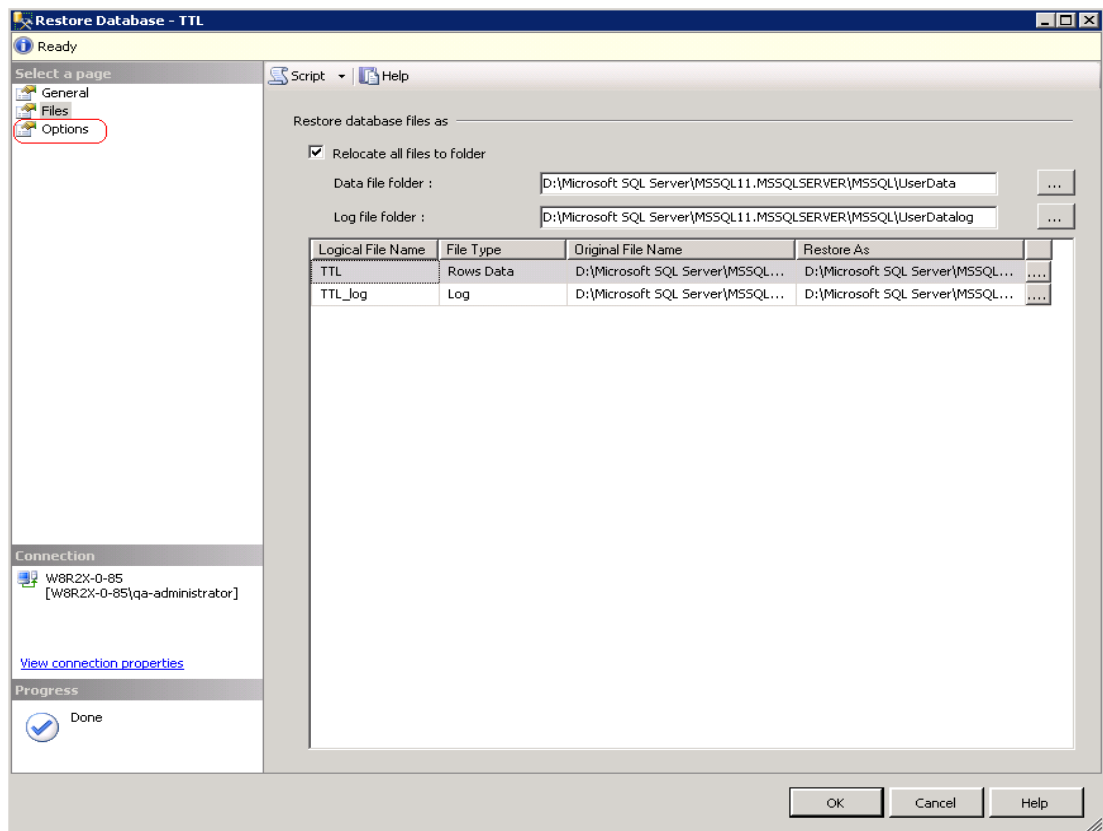 Restore Database - TTL
Ready
Select a page
General
Files
Options
Script
Help
Restore database files as
Relocate all files to folder
Data file folder :
D:\Microsoft SQL Server\MSSQL11.MSSQLSERVER\MSSQL\UserData
...
Log file folder :
D:\Microsoft SQL Server\MSSQL11.MSSQLSERVER\MSSQL\UserDatalog
...
Logical File Name File Type Original File Name Restore As
TTL Rows Data D:\Microsoft SQL Server\MSSQL... D:\Microsoft SQL Server\MSSQL... ....
TTL_log Log D:\Microsoft SQL Server\MSSQL... D:\Microsoft SQL Server\MSSQL... ....
Connection
W8R2X-0-85
[W8R2X-0-85\qa-administrator]
View connection properties
Progress
Done
OK Cancel Help